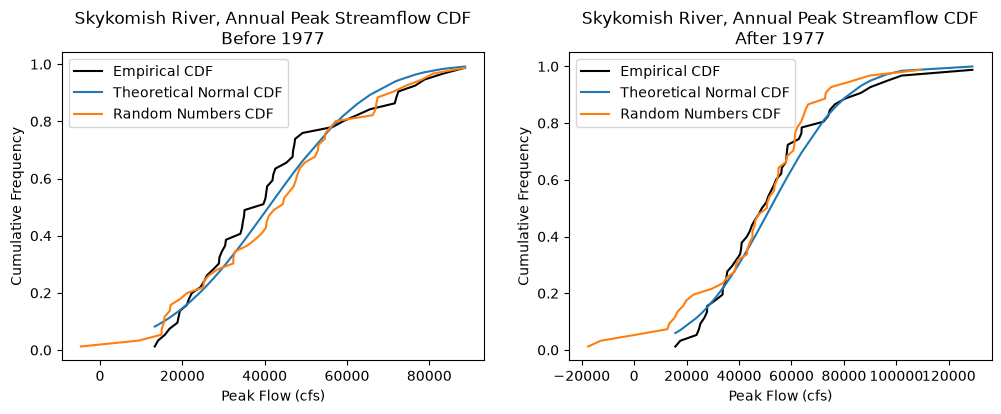 Skykomish River, Annual Peak Streamflow CDF
Before 1977
Empirical CDF
Theoretical Normal CDF
Random Numbers CDF
Cumulative Frequency
1.0
0.8
0.6
0.4
0.2
0.0
0 20000 40000 60000 80000
Peak Flow (cfs)
Skykomish River, Annual Peak Streamflow CDF
After 1977
Empirical CDF
Theoretical Normal CDF
Random Numbers CDF
Cumulative Frequency
1.0
0.8
0.6
0.4
0.2
0.0
−20000 0 20000 40000 60000 80000 100000 120000
Peak Flow (cfs)